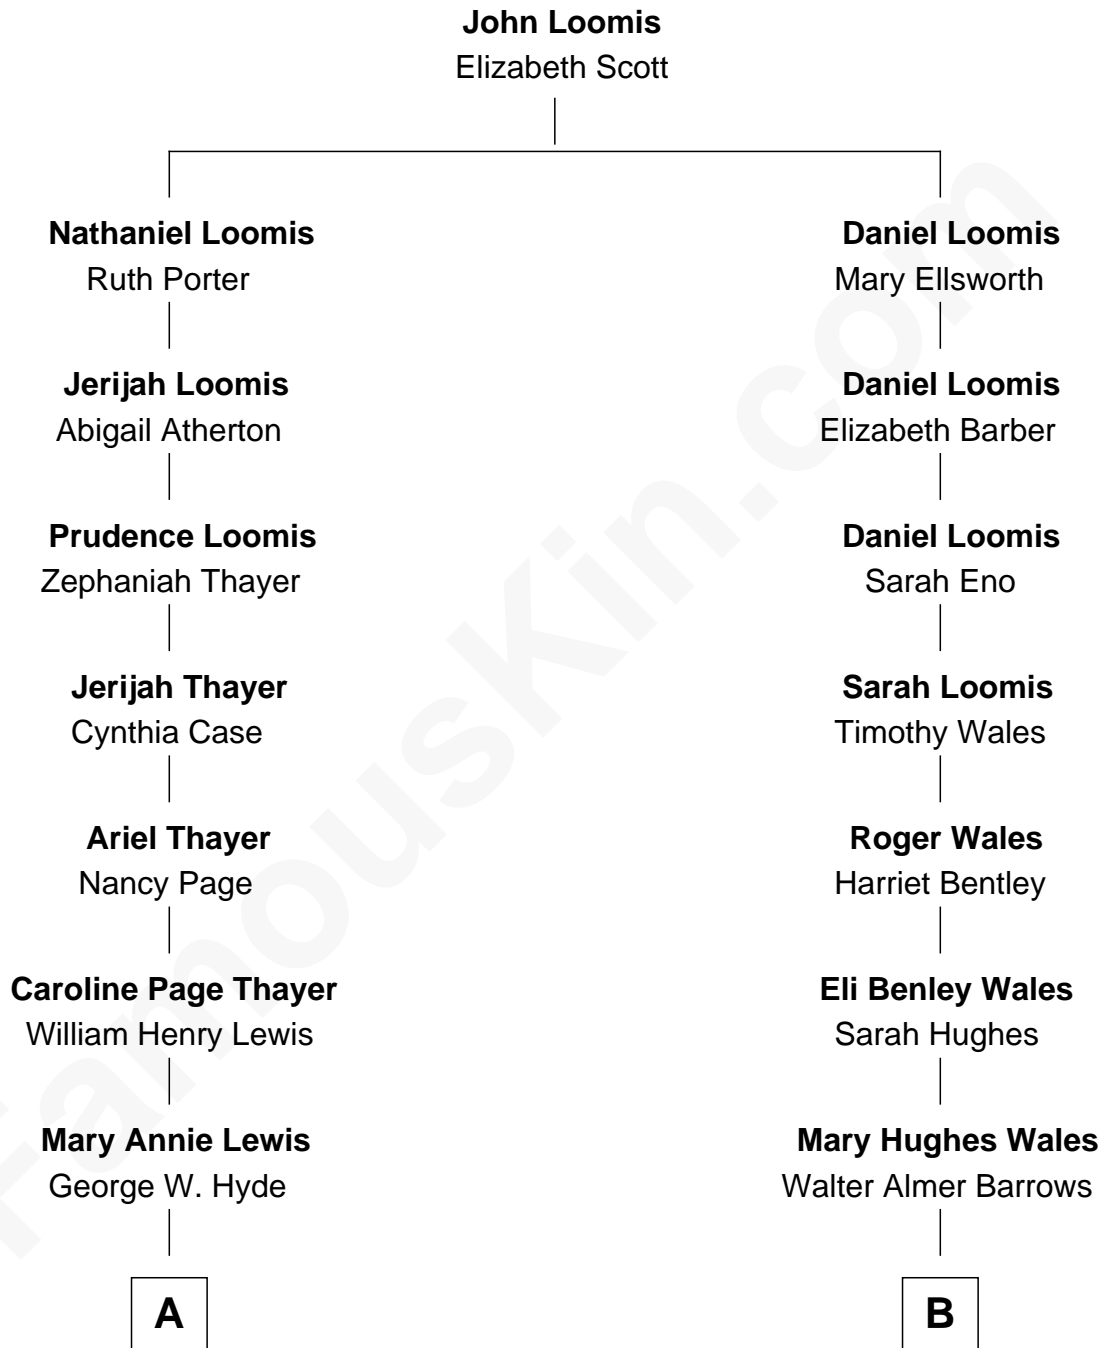 John Loomis
Elizabeth Scott
Nathaniel Loomis
Ruth Porter
Daniel Loomis
Mary Ellsworth
Jerijah Loomis
Abigail Atherton
Daniel Loomis
Elizabeth Barber
Prudence Loomis
Zephaniah Thayer
Daniel Loomis
Sarah Eno
Jerijah Thayer
Cynthia Case
Sarah Loomis
Timothy Wales
Ariel Thayer
Nancy Page
Roger Wales
Harriet Bentley
Caroline Page Thayer
William Henry Lewis
Eli Benley Wales
Sarah Hughes
Mary Annie Lewis
George W. Hyde
Mary Hughes Wales
Walter Almer Barrows
A
B
FamousKin.com